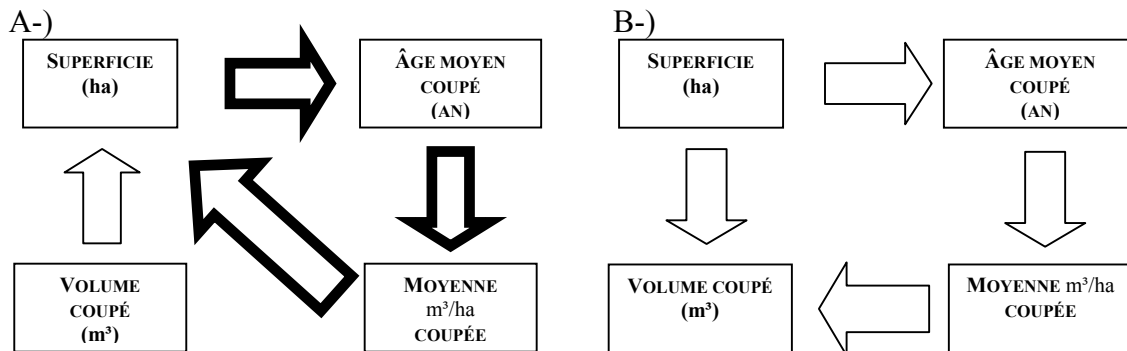 A-)
SUPERFICIE
(ha)
ÂGE MOYEN
COUPÉ
(AN)
VOLUME
COUPÉ
(m³)
MOYENNE
m³/ha
COUPÉE
B-)
SUPERFICIE
(ha)
ÂGE MOYEN
COUPÉ
(AN)
VOLUME COUPÉ
(m³)
MOYENNE m³/ha
COUPÉE